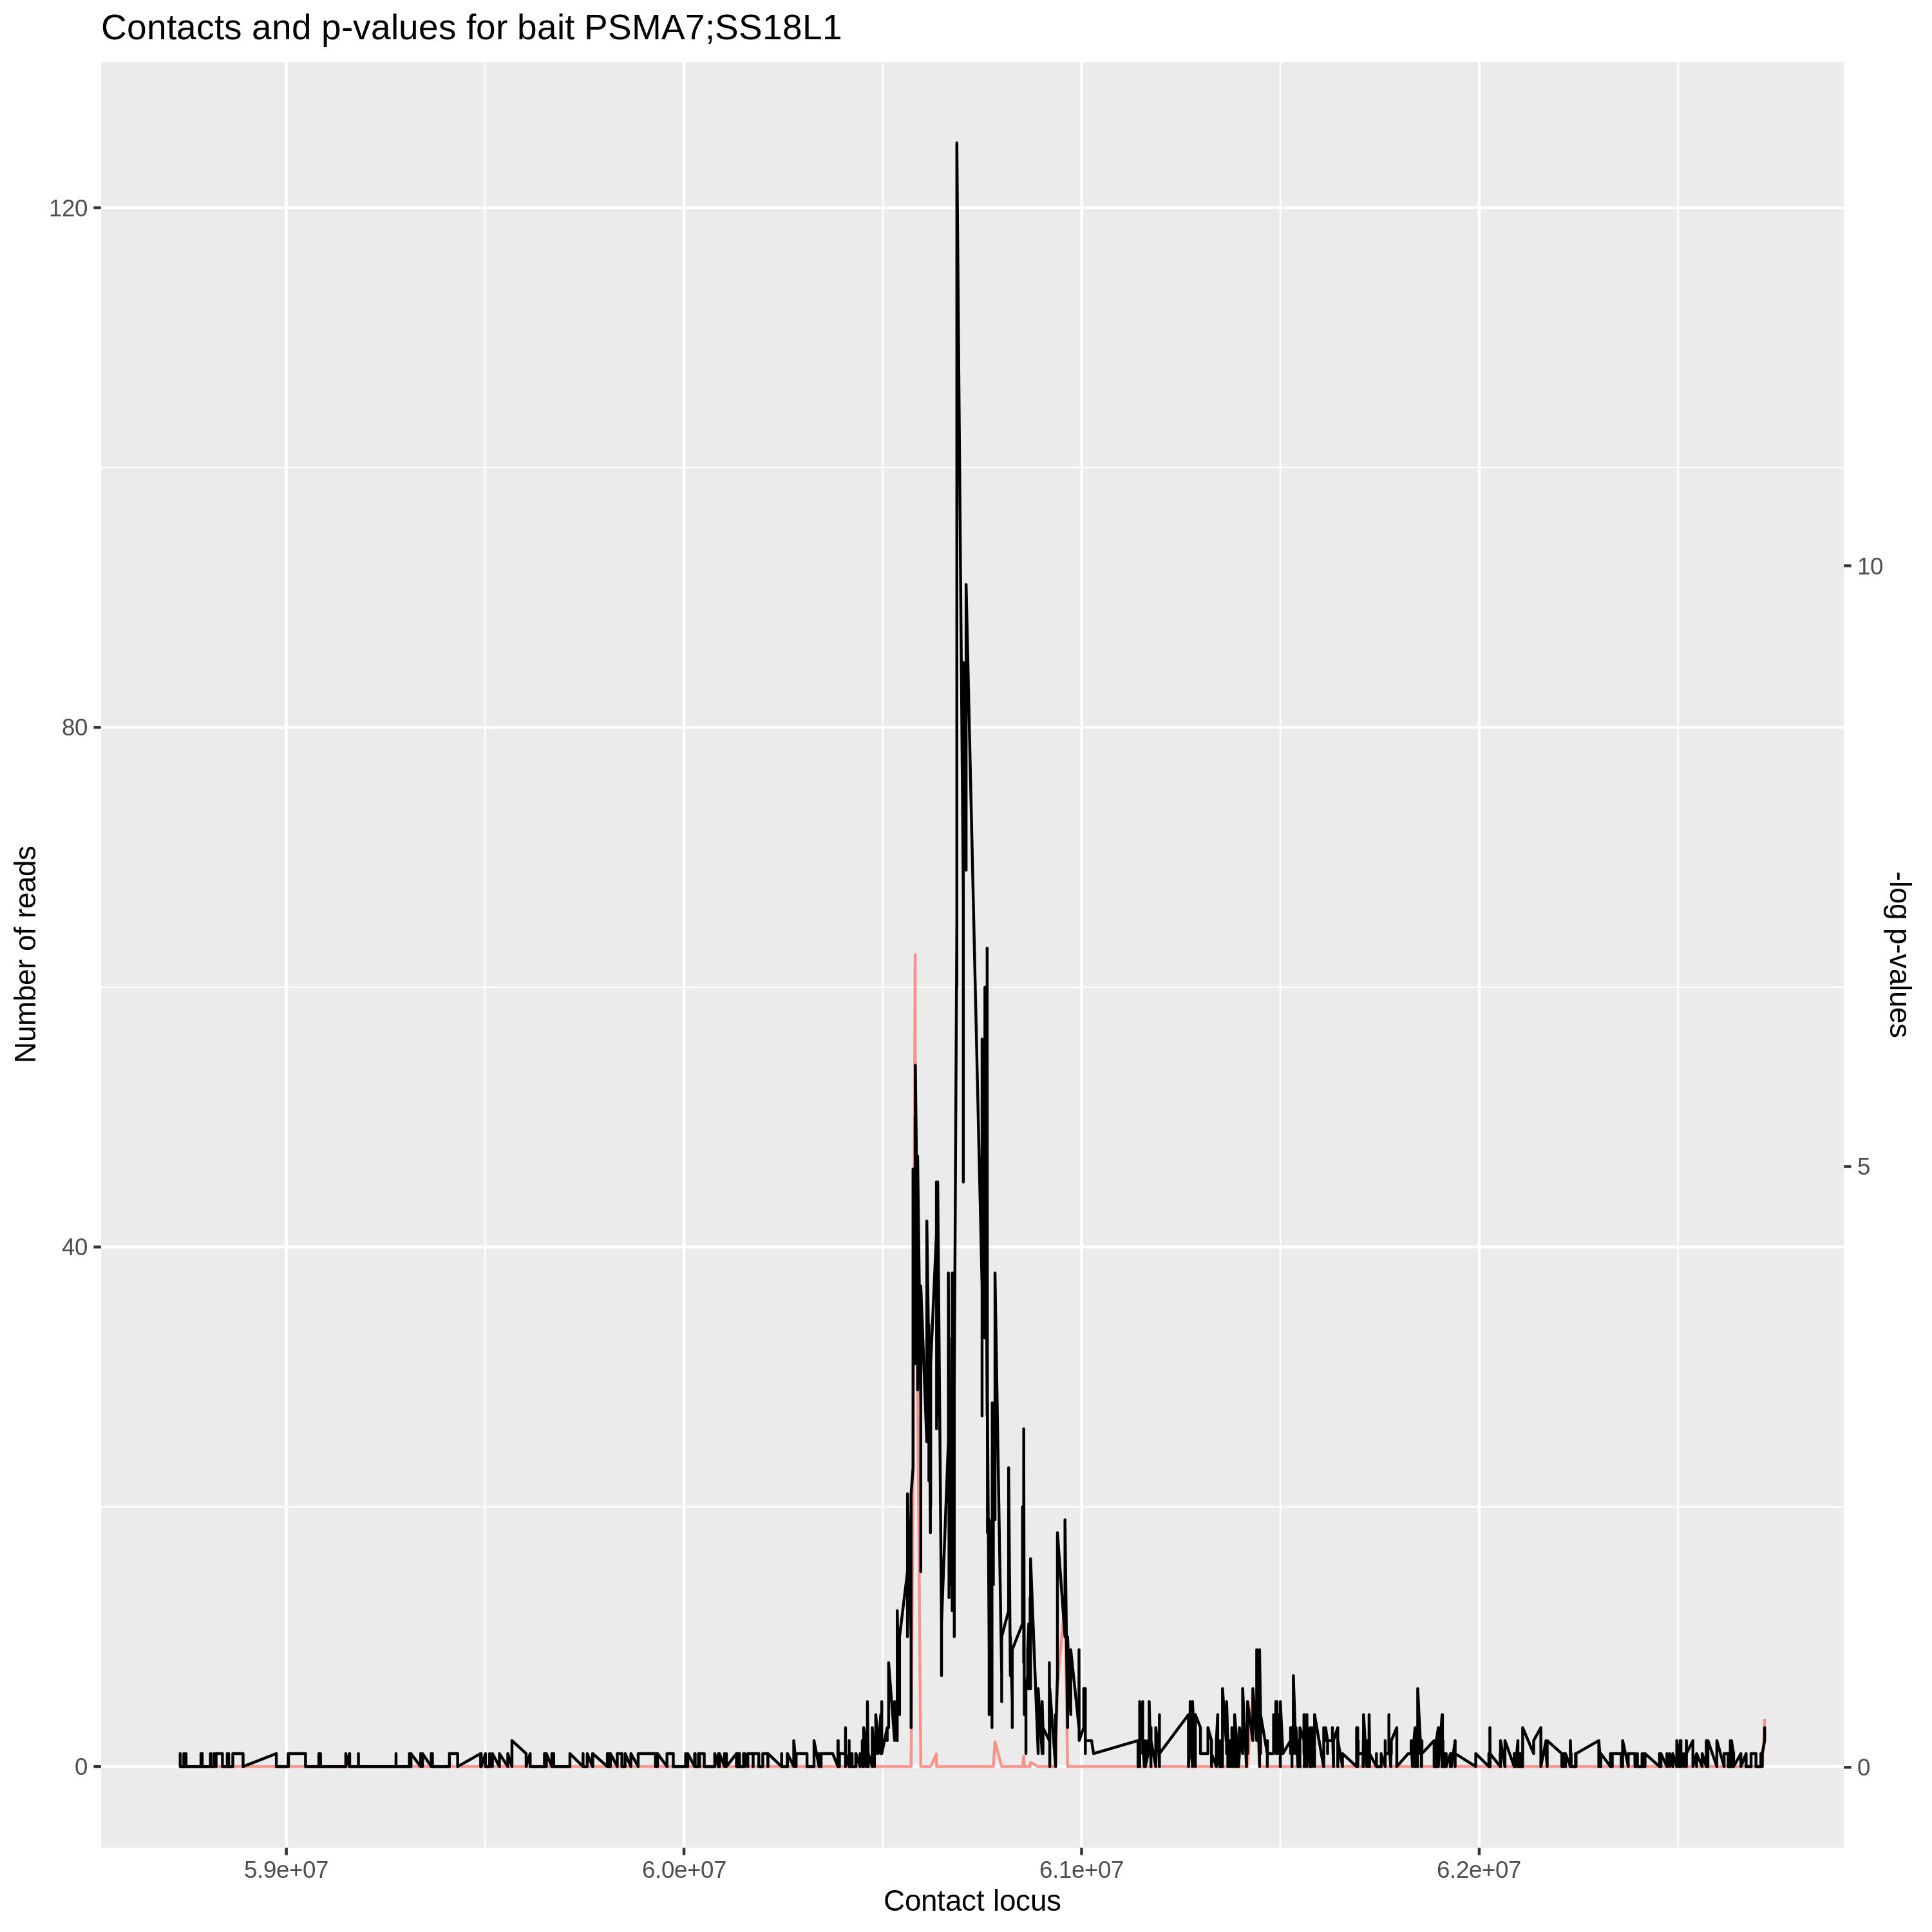 Contacts and p-values for bait PSMA7;SS18L1
120
80
40
0
Number of reads
10
5
0
-log p-values
5.9e+07
6.0e+07
6.1e+07
6.2e+07
Contact locus